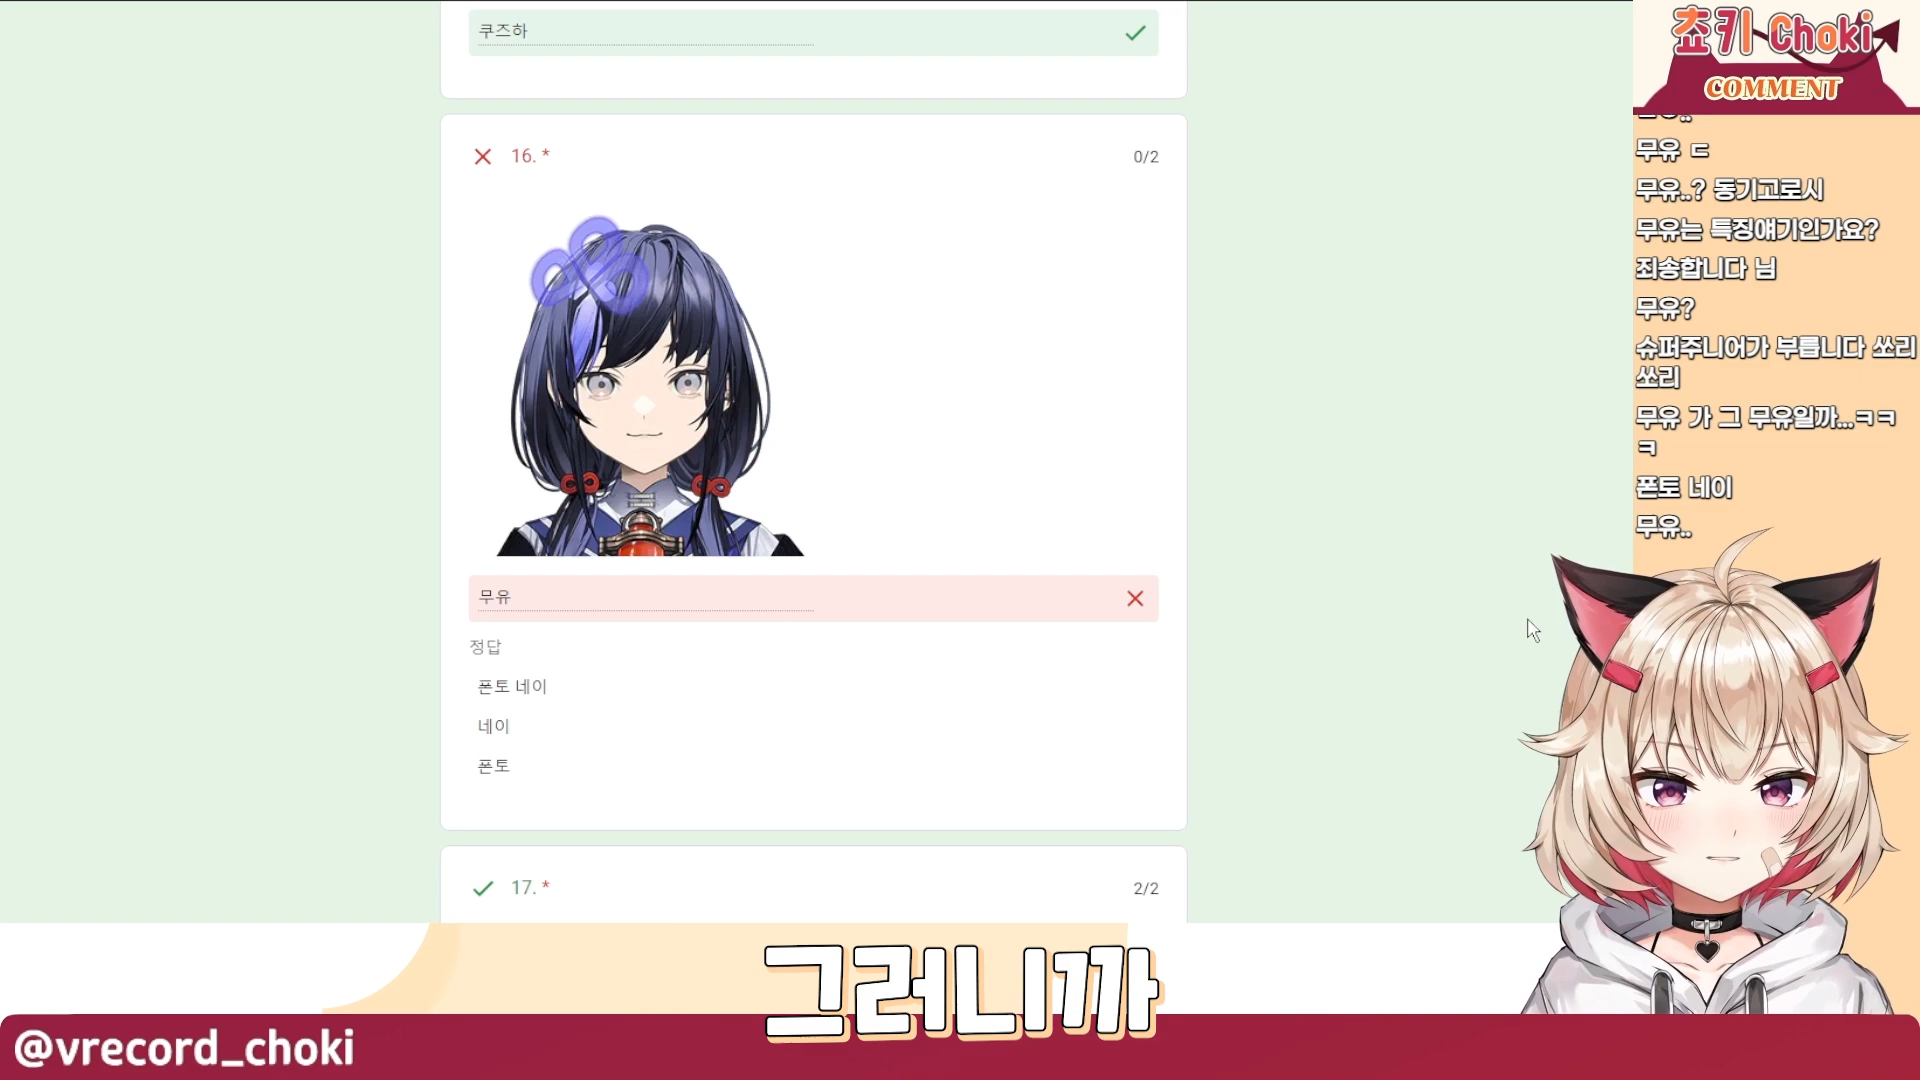 쿠즈하
16. *
0/2
무유
정답
폰토 네이
네이
폰토
17. *
2/2
그러니까
@vrecord_choki
쵸키 Choki
COMMENT
무유 ㄷ
무유..? 동기고로시
무유는 특징얘기인가요?
죄송합니다 님
무유?
슈퍼주니어가 부릅니다 쏘리
쏘리
무유 가 그 무유일까...ㅋㅋ
ㅋ
폰토 네이
무유..